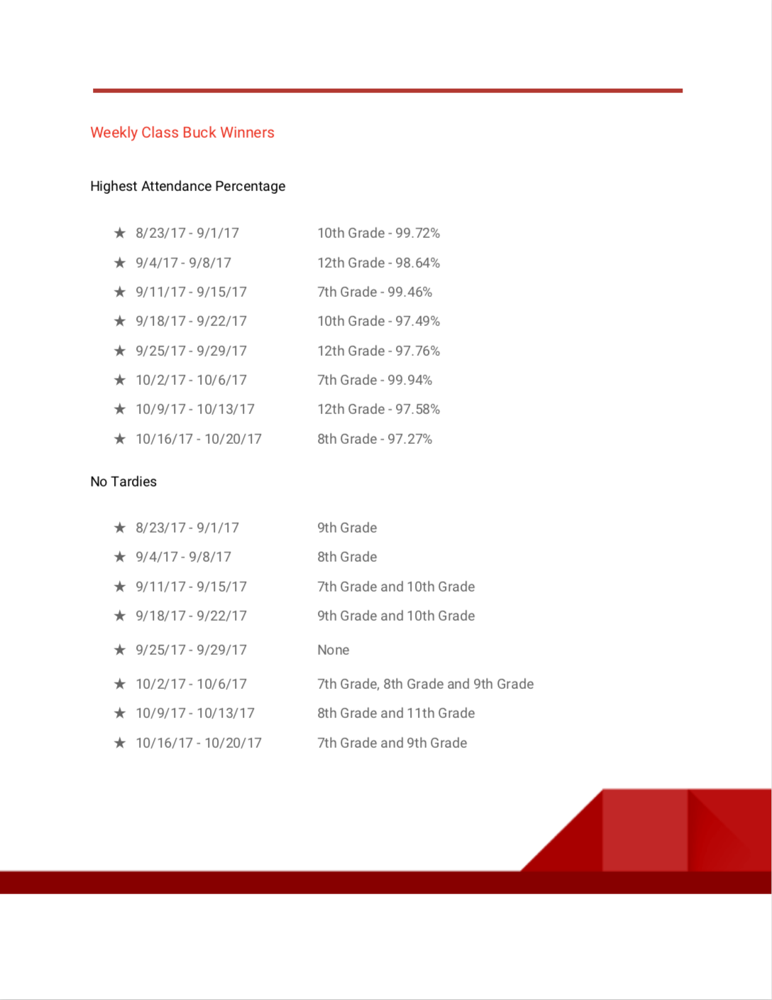 Weekly Class Buck Winners
Highest Attendance Percentage
★ 8/23/17 - 9/1/17 10th Grade - 99.72%
★ 9/4/17 - 9/8/17 12th Grade - 98.64%
★ 9/11/17 - 9/15/17 7th Grade - 99.46%
★ 9/18/17 - 9/22/17 10th Grade - 97.49%
★ 9/25/17 - 9/29/17 12th Grade - 97.76%
★ 10/2/17 - 10/6/17 7th Grade - 99.94%
★ 10/9/17 - 10/13/17 12th Grade - 97.58%
★ 10/16/17 - 10/20/17 8th Grade - 97.27%
No Tardies
★ 8/23/17 - 9/1/17 9th Grade
★ 9/4/17 - 9/8/17 8th Grade
★ 9/11/17 - 9/15/17 7th Grade and 10th Grade
★ 9/18/17 - 9/22/17 9th Grade and 10th Grade
★ 9/25/17 - 9/29/17 None
★ 10/2/17 - 10/6/17 7th Grade, 8th Grade and 9th Grade
★ 10/9/17 - 10/13/17 8th Grade and 11th Grade
★ 10/16/17 - 10/20/17 7th Grade and 9th Grade